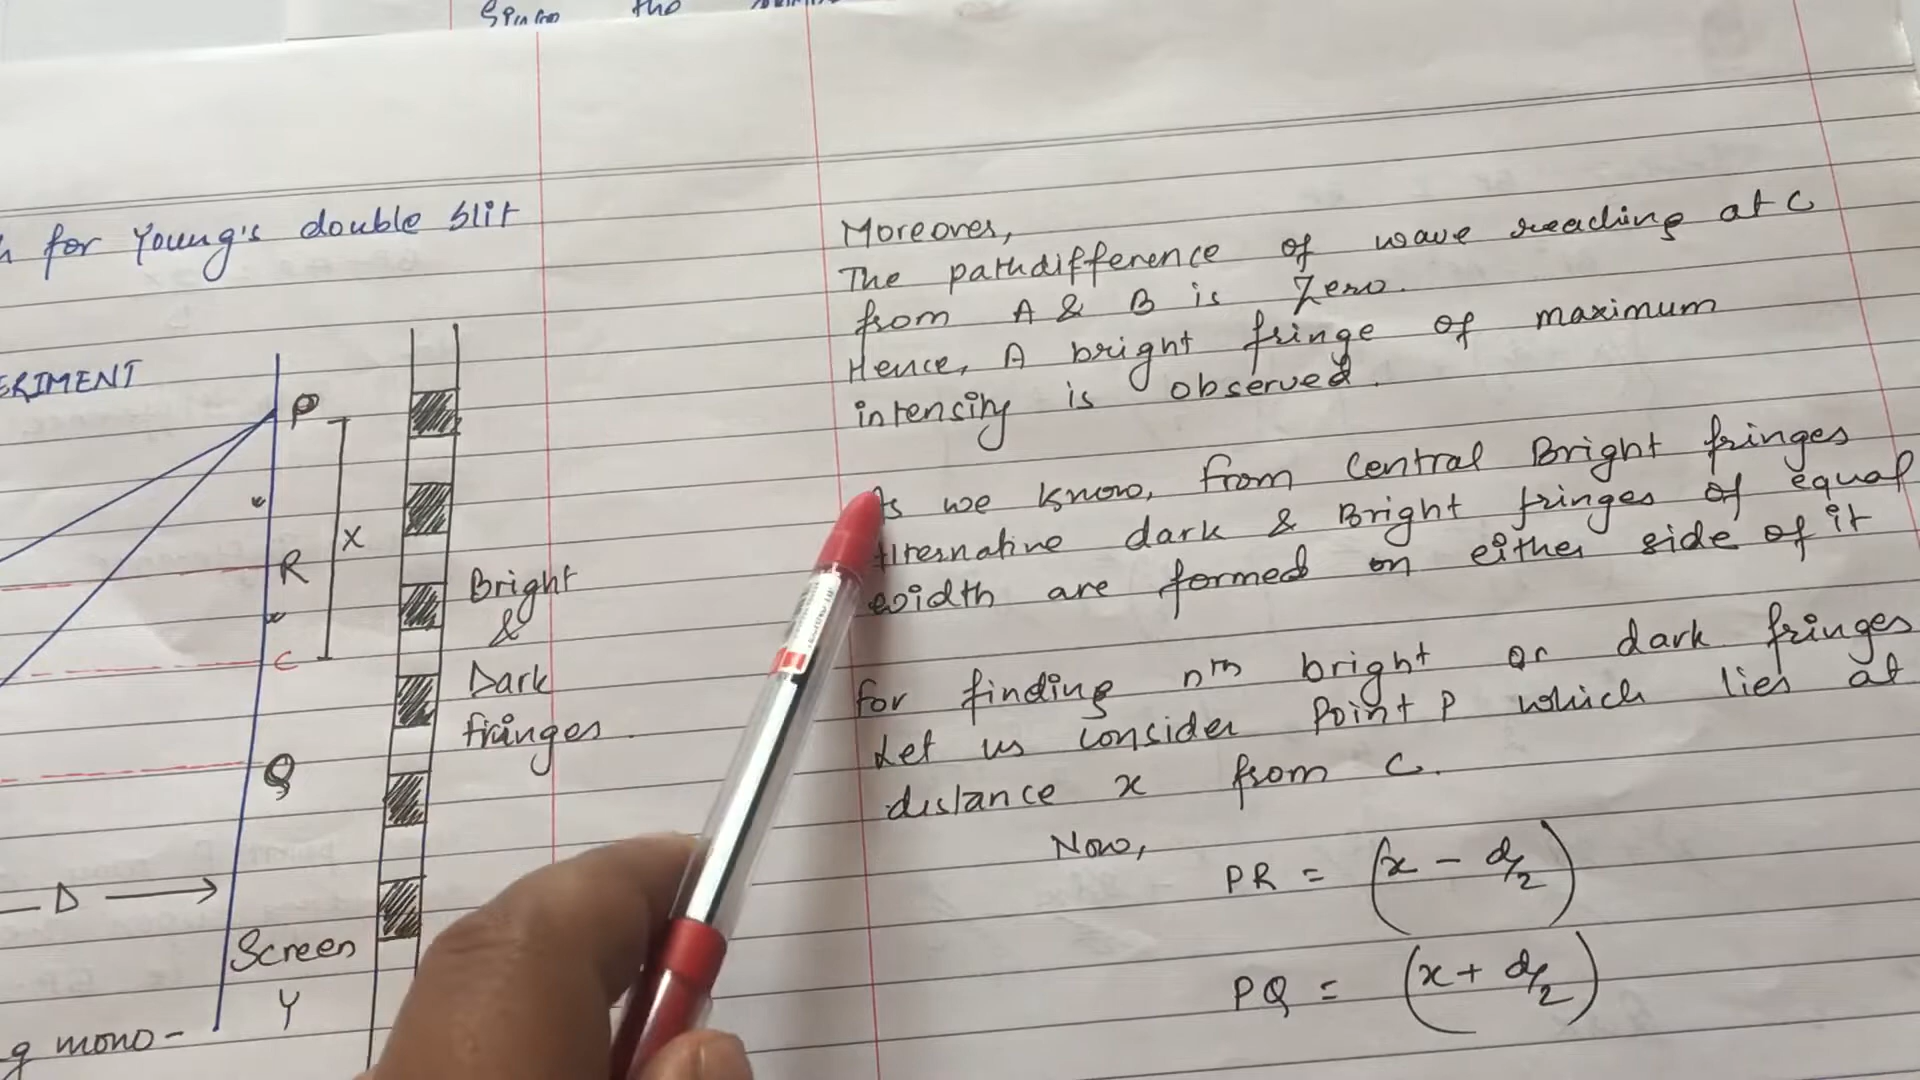 Spinfro the
n for Young's double slit
ERIMENT
P
X
R
C
Q
D
Screen
Y
g mono-
Bright
&
Dark
fringes.
Moreover,
The pathdifference of wave reaching at C
from A & B is Zero.
Hence, A bright fringe of maximum
intensity is observed.
As we know, from Central Bright fringes
alternative dark & Bright fringes of equal
width are formed on either side of it
for finding nth bright or dark fringes
Let us consider Point P which lies at
distance x from C.
Now,
PR = (x - d/2)
PQ = (x + d/2)